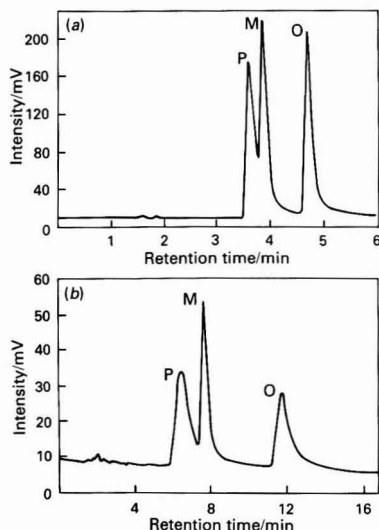 (a)
M
O
P
200
160
120
80
40
0
Intensity/mV
1 2 3 4 5 6
Retention time/min
(b)
M
P
O
60
50
40
30
20
10
0
Intensity/mV
4 8 12 16
Retention time/min